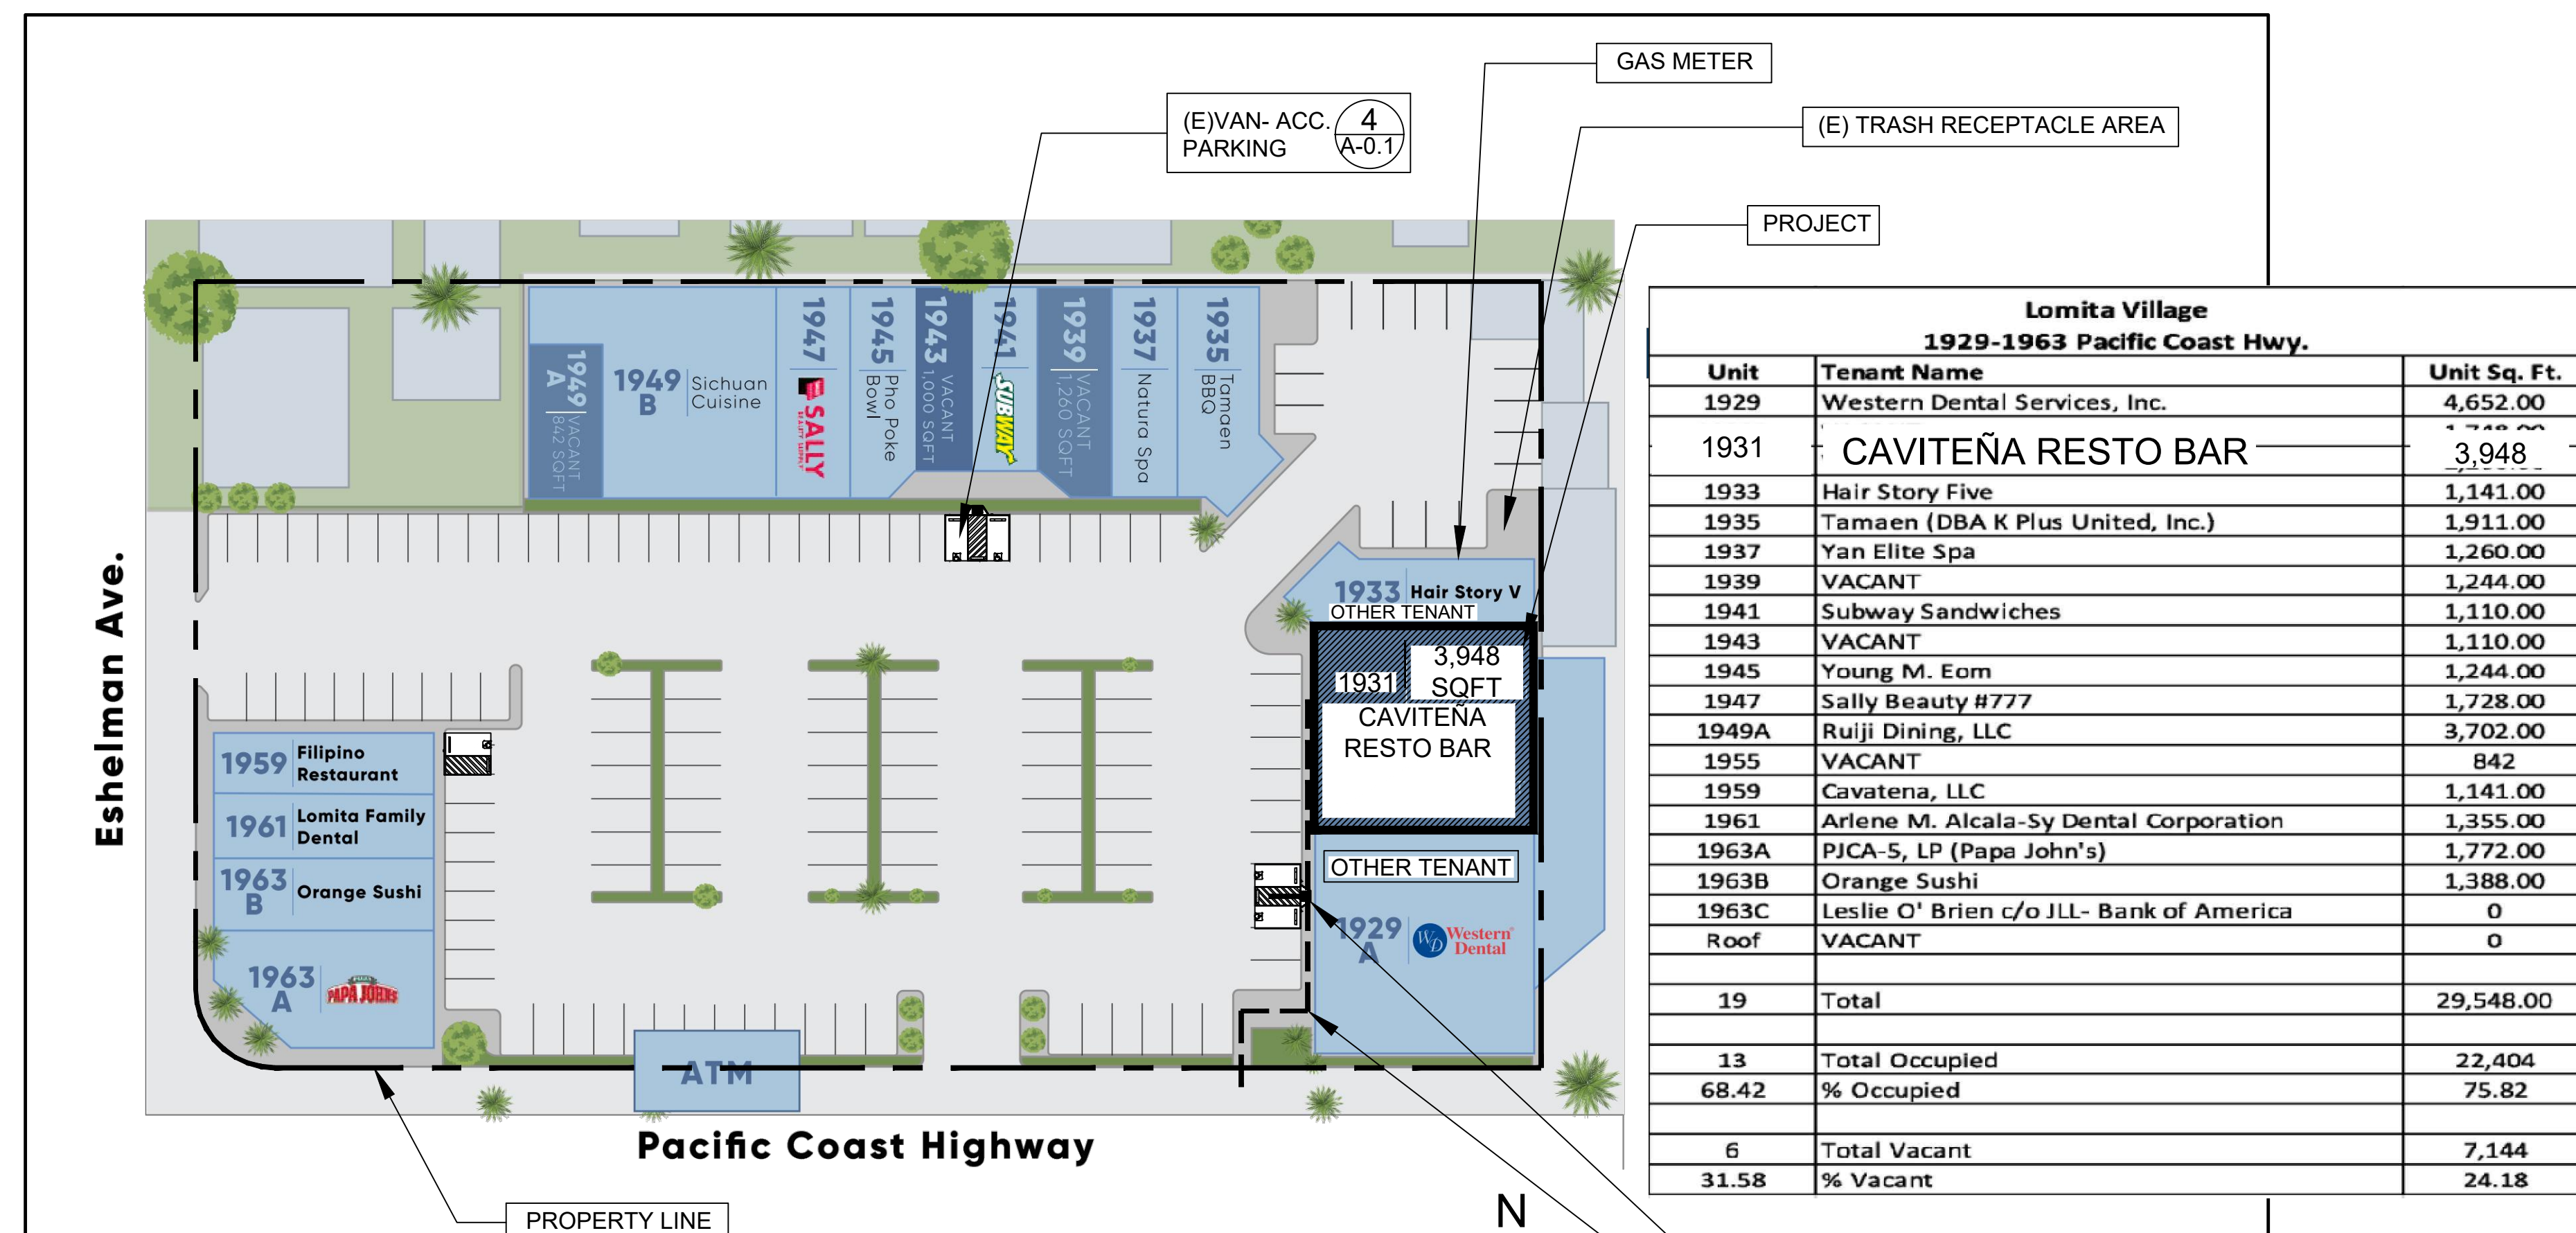 GAS METER
(E)VAN- ACC.
PARKING
4
A-0.1
(E) TRASH RECEPTACLE AREA
PROJECT
1949
A
VACANT
842 SQFT
1949
B
Sichuan
Cuisine
1947
SALLY
BEAUTY SUPPLY
1945
Pho Poke
Bowl
1943
VACANT
1,000 SQFT
1941
SUBWAY
1939
VACANT
1,260 SQFT
1937
Natura Spa
1935
Tamaen
BBQ
Eshelman Ave.
1933
Hair Story V
OTHER TENANT
1931
3,948
SQFT
CAVITEÑA
RESTO BAR
OTHER TENANT
1929
A
WD
Western
Dental
1959
Filipino
Restaurant
1961
Lomita Family
Dental
1963
B
Orange Sushi
1963
A
PAPA JOHNS
ATM
Pacific Coast Highway
PROPERTY LINE
N
Lomita Village
1929-1963 Pacific Coast Hwy.
Unit Tenant Name Unit Sq. Ft.
1929 Western Dental Services, Inc. 4,652.00
1931 CAVITEÑA RESTO BAR 3,948
1933 Hair Story Five 1,141.00
1935 Tamaen (DBA K Plus United, Inc.) 1,911.00
1937 Yan Elite Spa 1,260.00
1939 VACANT 1,244.00
1941 Subway Sandwiches 1,110.00
1943 VACANT 1,110.00
1945 Young M. Eom 1,244.00
1947 Sally Beauty #777 1,728.00
1949A Ruiji Dining, LLC 3,702.00
1955 VACANT 842
1959 Cavatena, LLC 1,141.00
1961 Arlene M. Alcala-Sy Dental Corporation 1,355.00
1963A PJCA-5, LP (Papa John's) 1,772.00
1963B Orange Sushi 1,388.00
1963C Leslie O' Brien c/o JLL- Bank of America 0
Roof VACANT 0
19 Total 29,548.00
13 Total Occupied 22,404
68.42 % Occupied 75.82
6 Total Vacant 7,144
31.58 % Vacant 24.18